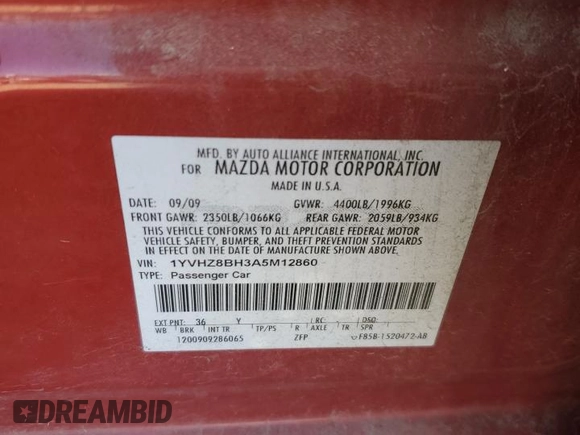 MFD. BY AUTO ALLIANCE INTERNATIONAL, INC.
FOR MAZDA MOTOR CORPORATION
MADE IN U.S.A.
DATE: 09/09 GVWR: 4400LB/1996KG
FRONT GAWR: 2350LB/1066KG REAR GAWR: 2059LB/934KG
THIS VEHICLE CONFORMS TO ALL APPLICABLE FEDERAL MOTOR
VEHICLE SAFETY, BUMPER, AND THEFT PREVENTION STANDARDS
IN EFFECT ON THE DATE OF MANUFACTURE SHOWN ABOVE.
VIN: 1YVHZ8BH3A5M12860
TYPE: Passenger Car
EXT PNT: 36 Y RC: DSO:
WB BRK INT TR TP/PS R AXLE TR SPR
1200909286065 ZFP F85B-1520472-AB
DREAMBID